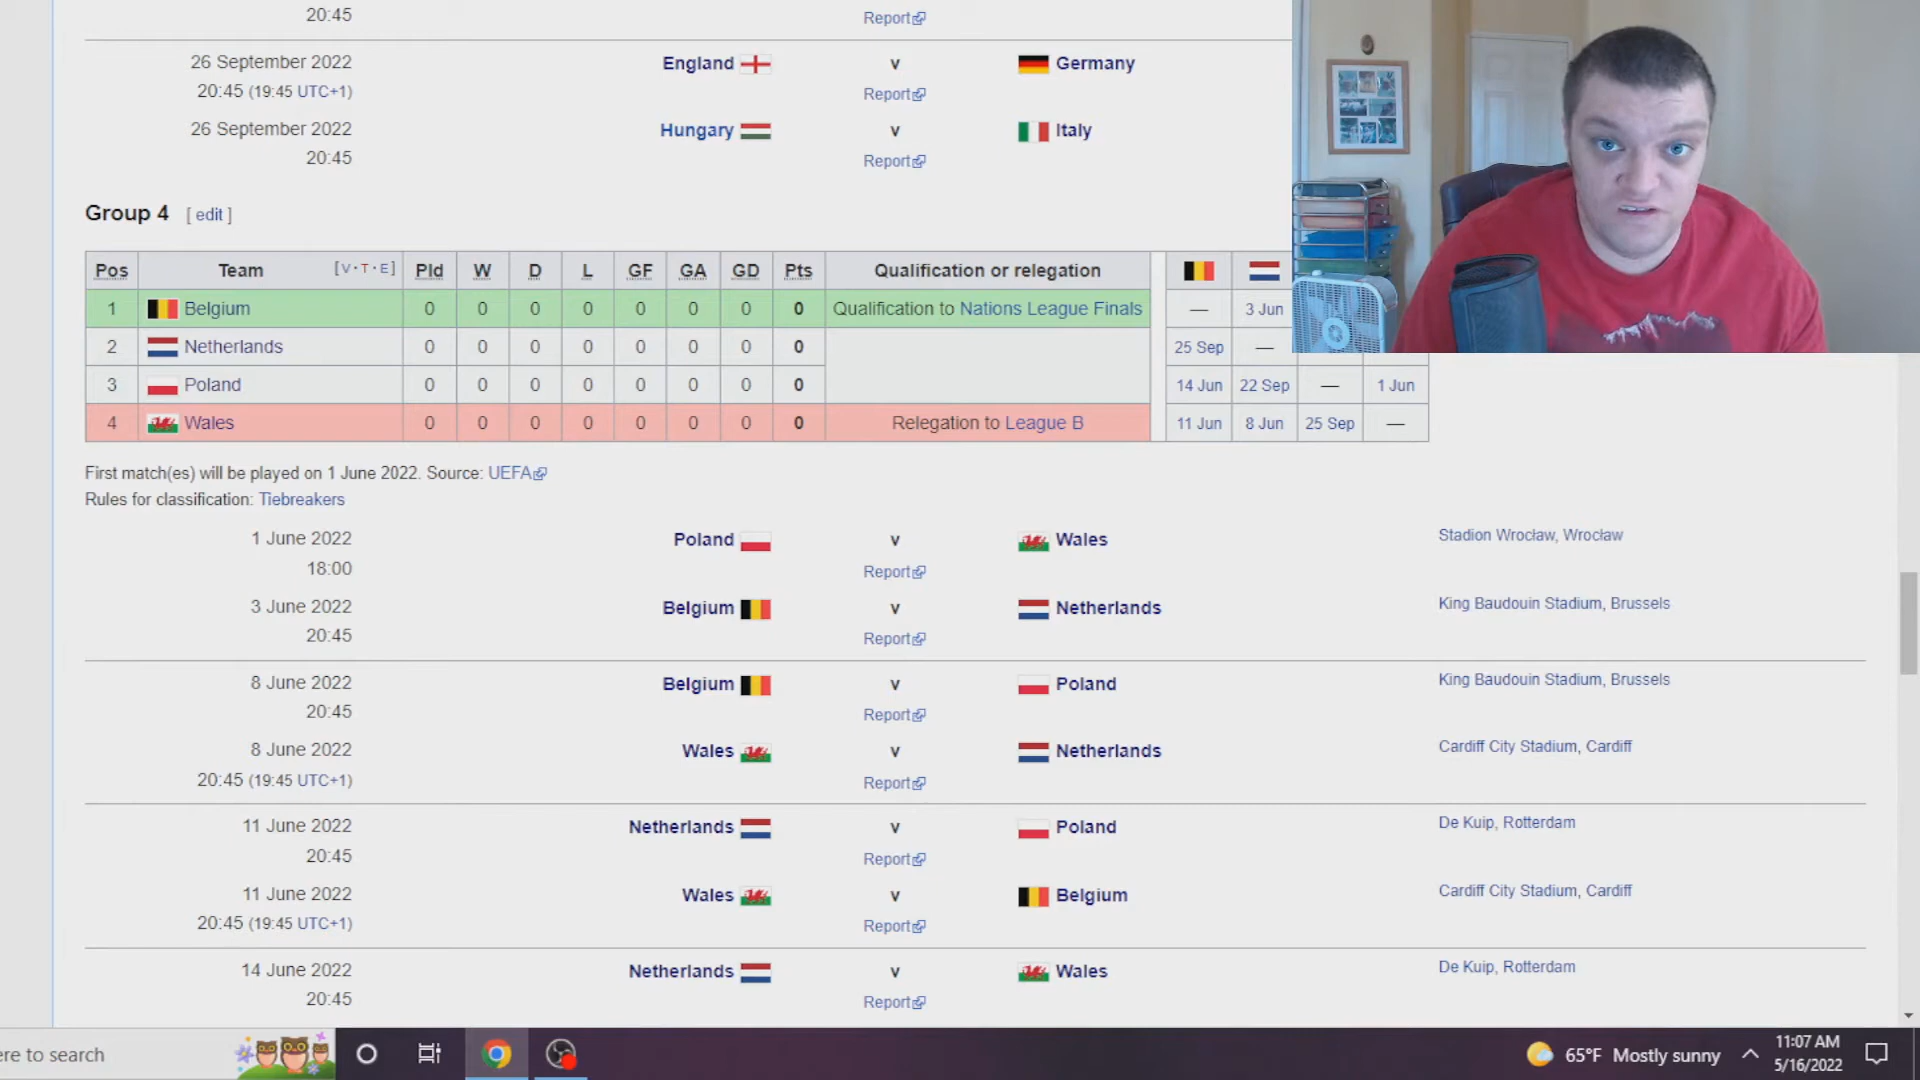 20:45
Report
26 September 2022 England v Germany
20:45 (19:45 UTC+1) Report
26 September 2022 Hungary v Italy
20:45 Report
Group 4 [ edit ]
Pos Team [V·T·E] Pld W D L GF GA GD Pts Qualification or relegation
1 Belgium 0 0 0 0 0 0 0 0 Qualification to Nations League Finals — 3 Jun
2 Netherlands 0 0 0 0 0 0 0 0 25 Sep —
3 Poland 0 0 0 0 0 0 0 0 14 Jun 22 Sep — 1 Jun
4 Wales 0 0 0 0 0 0 0 0 Relegation to League B 11 Jun 8 Jun 25 Sep —
First match(es) will be played on 1 June 2022. Source: UEFA
Rules for classification: Tiebreakers
1 June 2022 Poland v Wales Stadion Wrocław, Wrocław
18:00 Report
3 June 2022 Belgium v Netherlands King Baudouin Stadium, Brussels
20:45 Report
8 June 2022 Belgium v Poland King Baudouin Stadium, Brussels
20:45 Report
8 June 2022 Wales v Netherlands Cardiff City Stadium, Cardiff
20:45 (19:45 UTC+1) Report
11 June 2022 Netherlands v Poland De Kuip, Rotterdam
20:45 Report
11 June 2022 Wales v Belgium Cardiff City Stadium, Cardiff
20:45 (19:45 UTC+1) Report
14 June 2022 Netherlands v Wales De Kuip, Rotterdam
20:45 Report
ere to search 65°F Mostly sunny 11:07 AM
5/16/2022